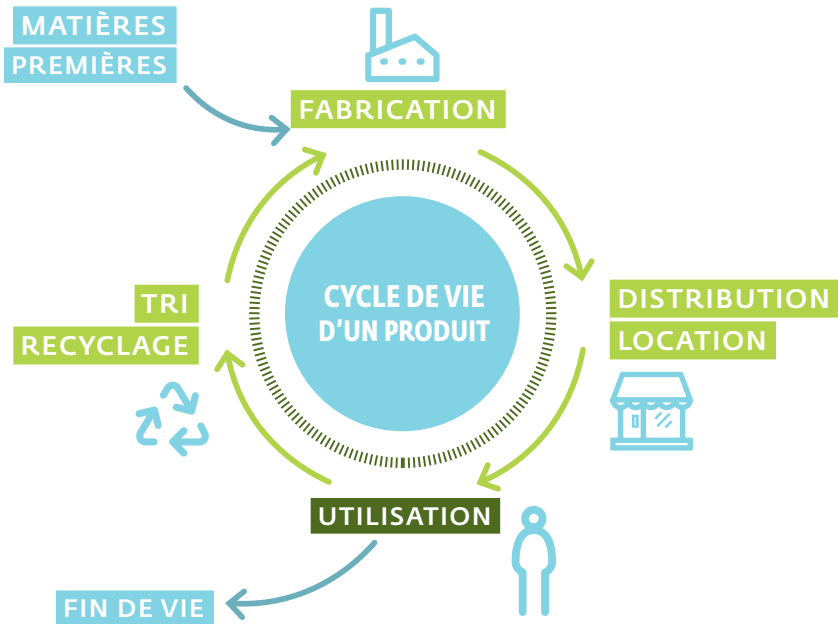 MATIÈRES
PREMIÈRES
FABRICATION
CYCLE DE VIE
D'UN PRODUIT
DISTRIBUTION
LOCATION
TRI
RECYCLAGE
UTILISATION
FIN DE VIE